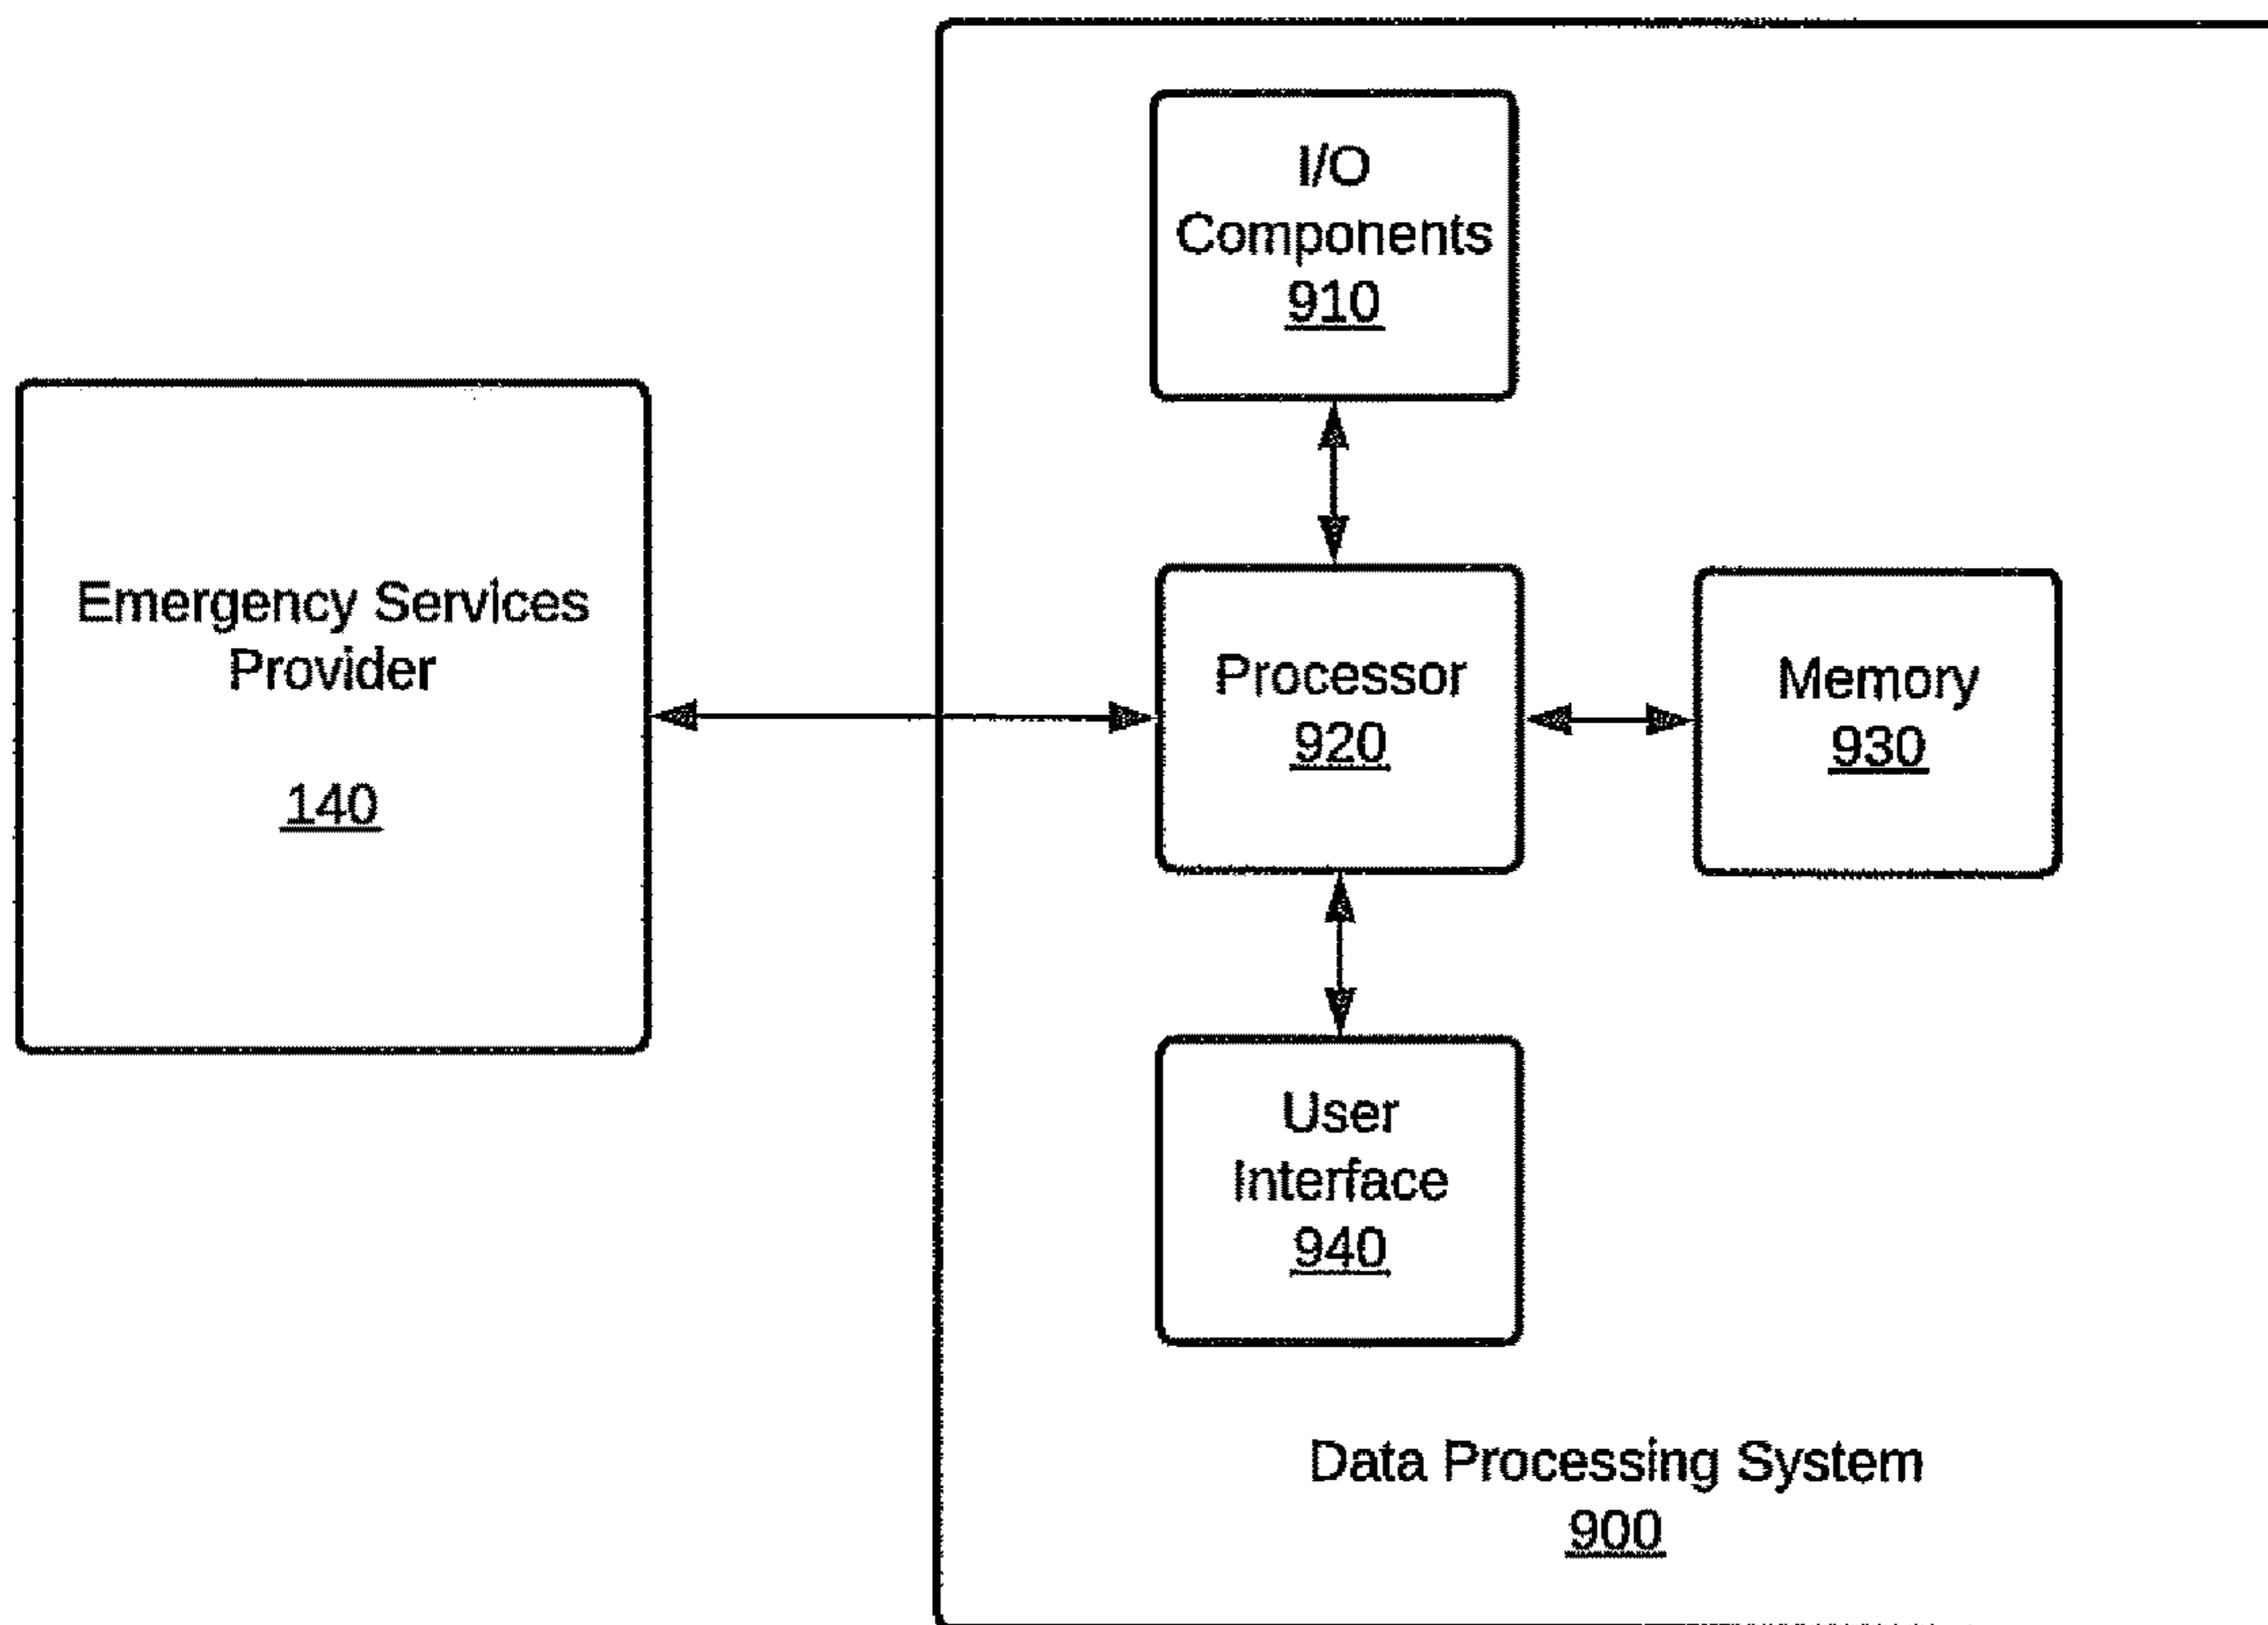 Emergency Services
Provider
140
I/O
Components
910
Processor
920
Memory
930
User
Interface
940
Data Processing System
900